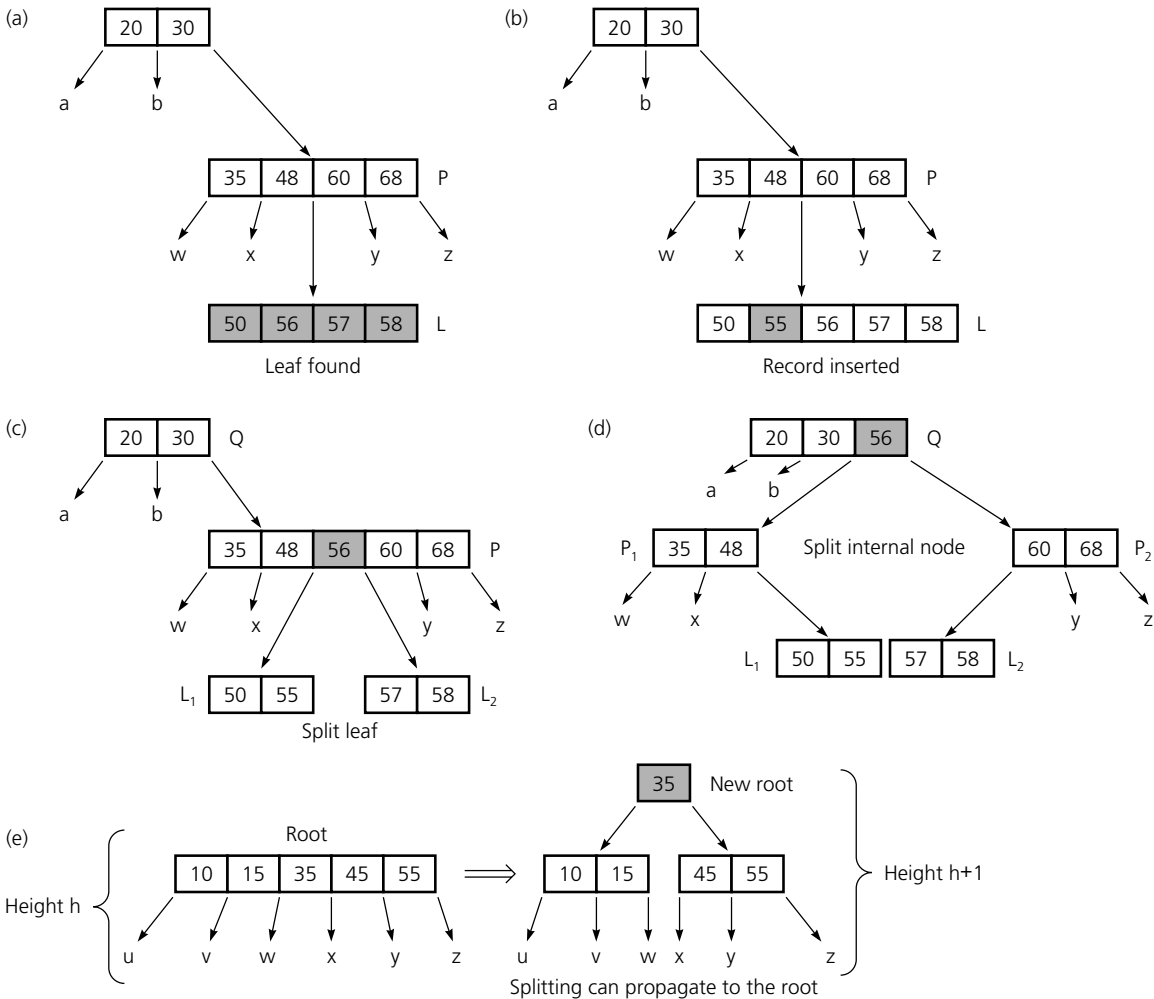 (a)
20 30
a b
35 48 60 68 P
w x y z
50 56 57 58 L
Leaf found
(b)
20 30
a b
35 48 60 68 P
w x y z
50 55 56 57 58 L
Record inserted
(c)
20 30 Q
a b
35 48 56 60 68 P
w x y z
L1 50 55 57 58 L2
Split leaf
(d)
20 30 56 Q
a b
P1 35 48 Split internal node 60 68 P2
w x y z
L1 50 55 57 58 L2
(e)
Root
10 15 35 45 55
Height h
u v w x y z
35 New root
10 15 45 55
Height h+1
u v w x y z
Splitting can propagate to the root